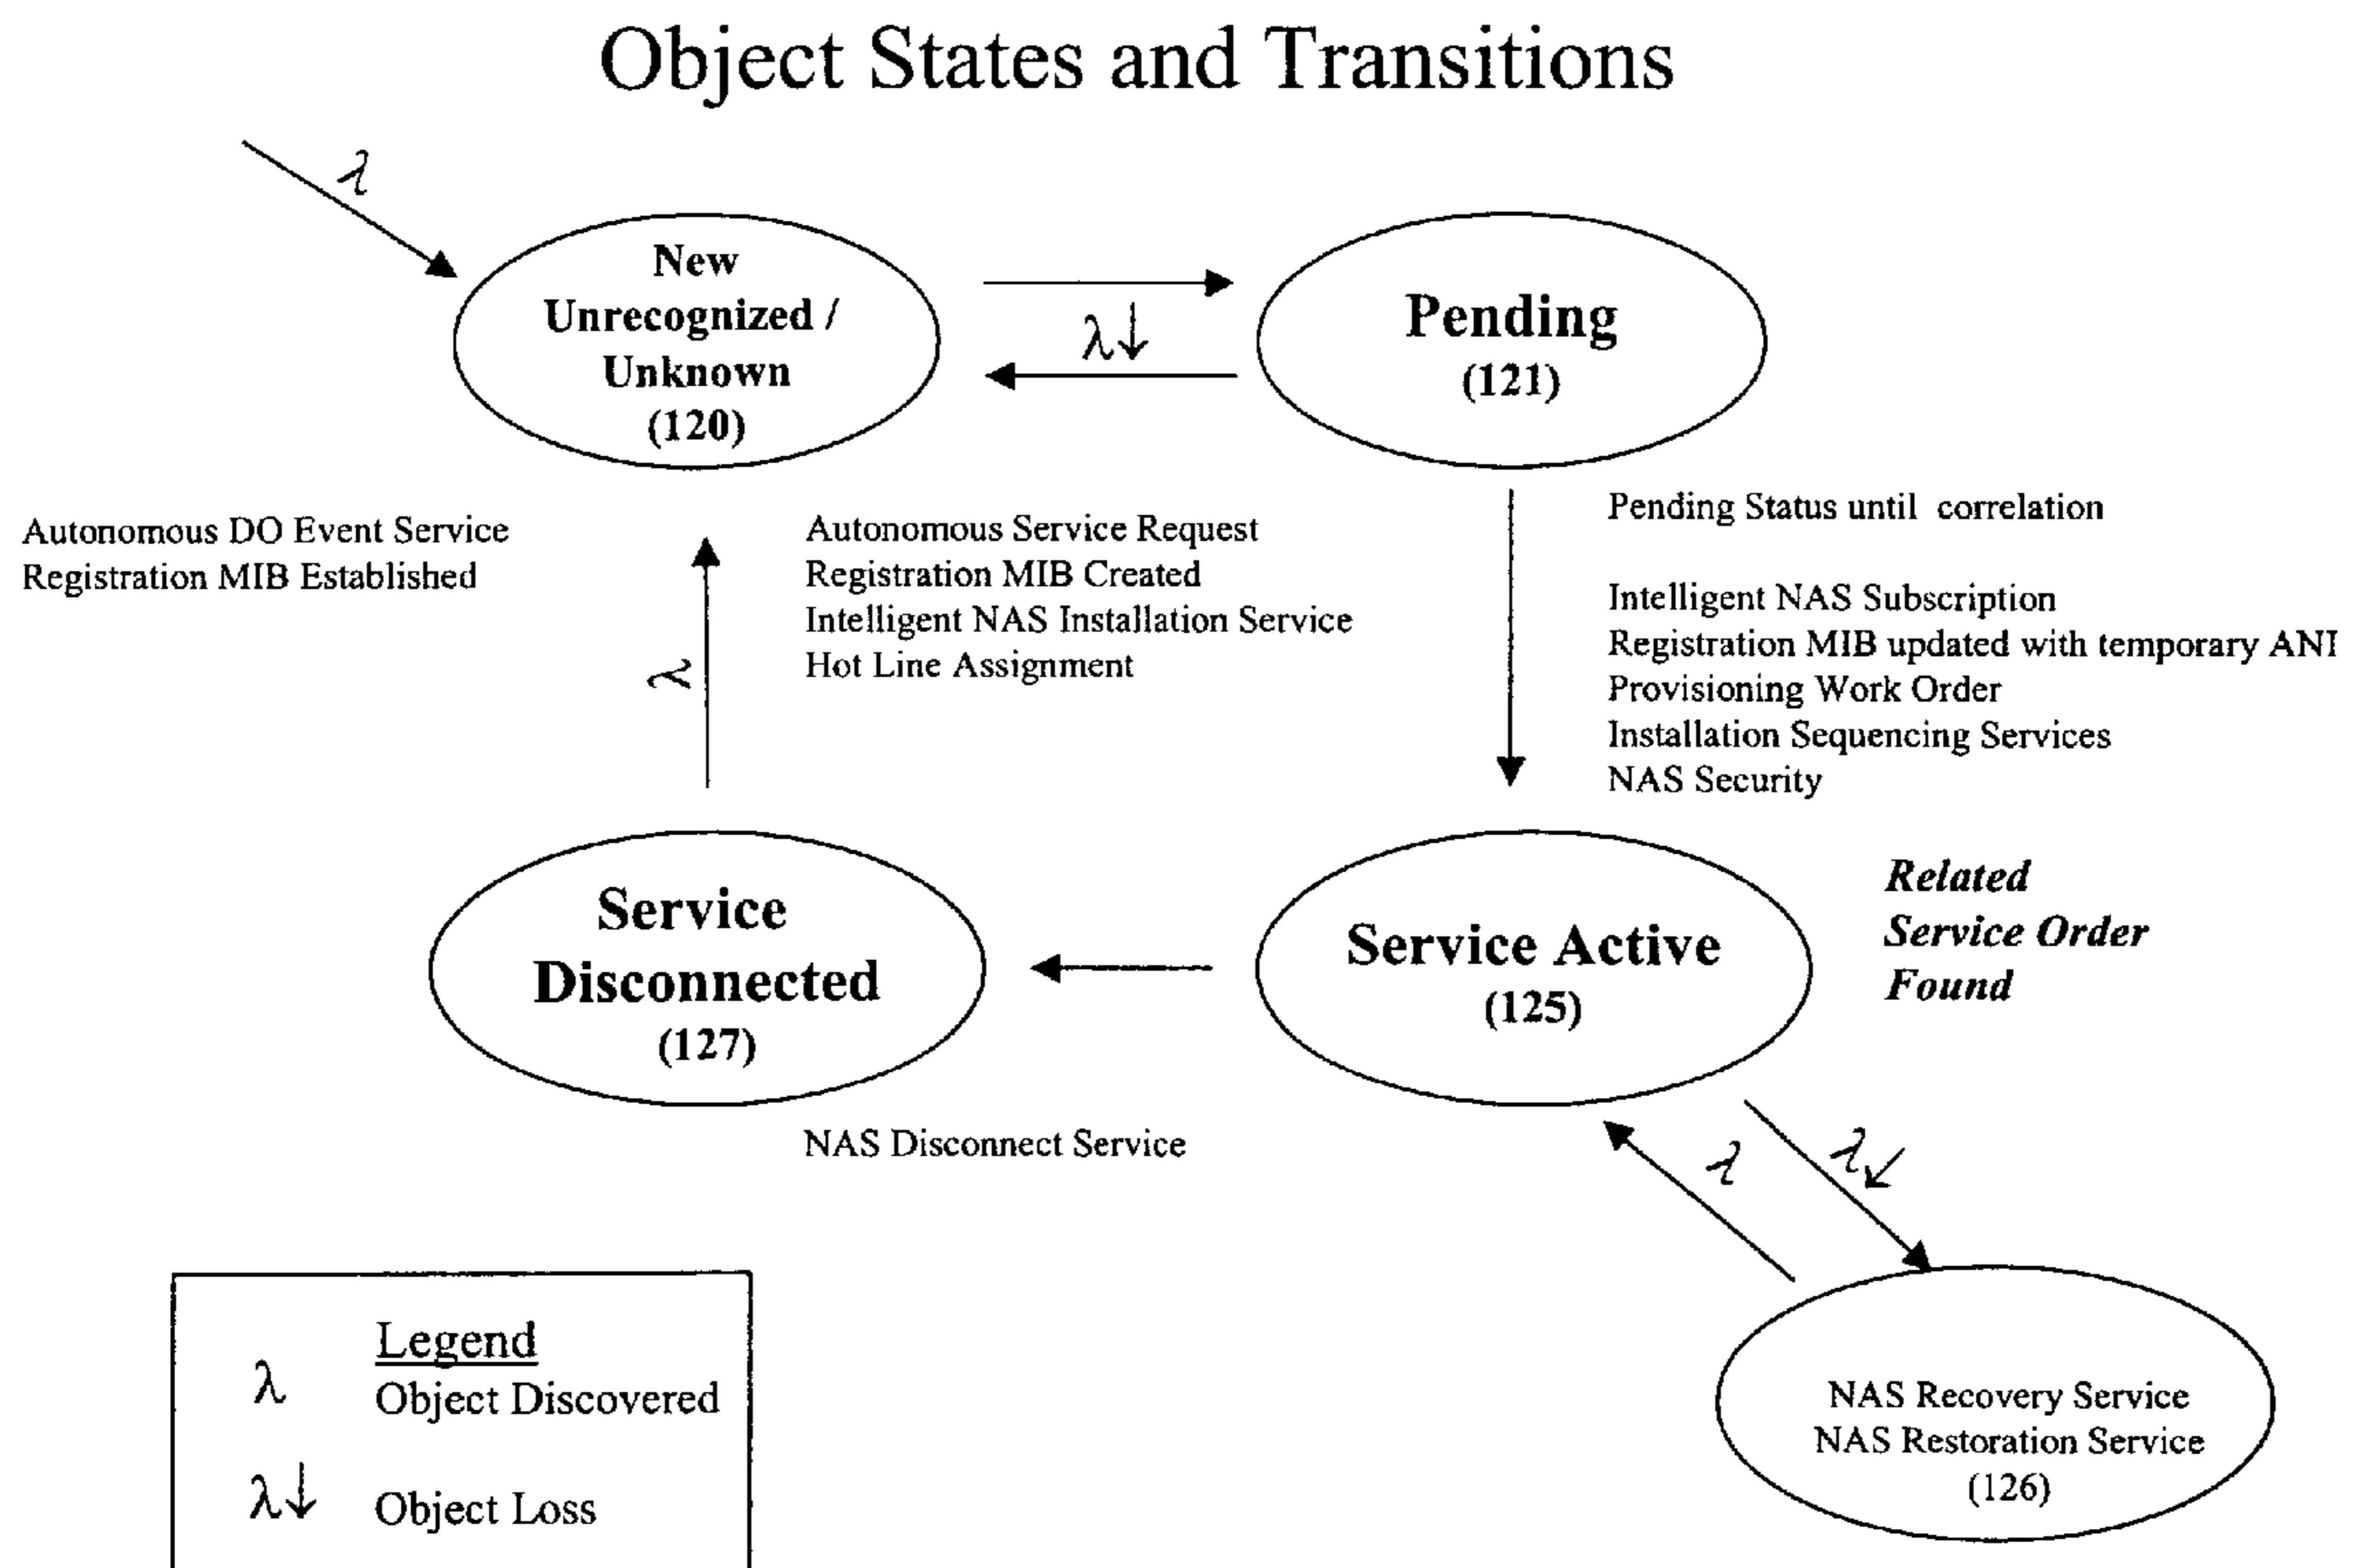 Object States and Transitions
λ
New
Unrecognized /
Unknown
(120)
λ↓
Pending
(121)
Autonomous DO Event Service
Registration MIB Established
λ
Autonomous Service Request
Registration MIB Created
Intelligent NAS Installation Service
Hot Line Assignment
Pending Status until correlation
Intelligent NAS Subscription
Registration MIB updated with temporary ANI
Provisioning Work Order
Installation Sequencing Services
NAS Security
Service
Disconnected
(127)
Service Active
(125)
Related
Service Order
Found
NAS Disconnect Service
λ
λ↓
NAS Recovery Service
NAS Restoration Service
(126)
Legend
λ Object Discovered
λ↓ Object Loss